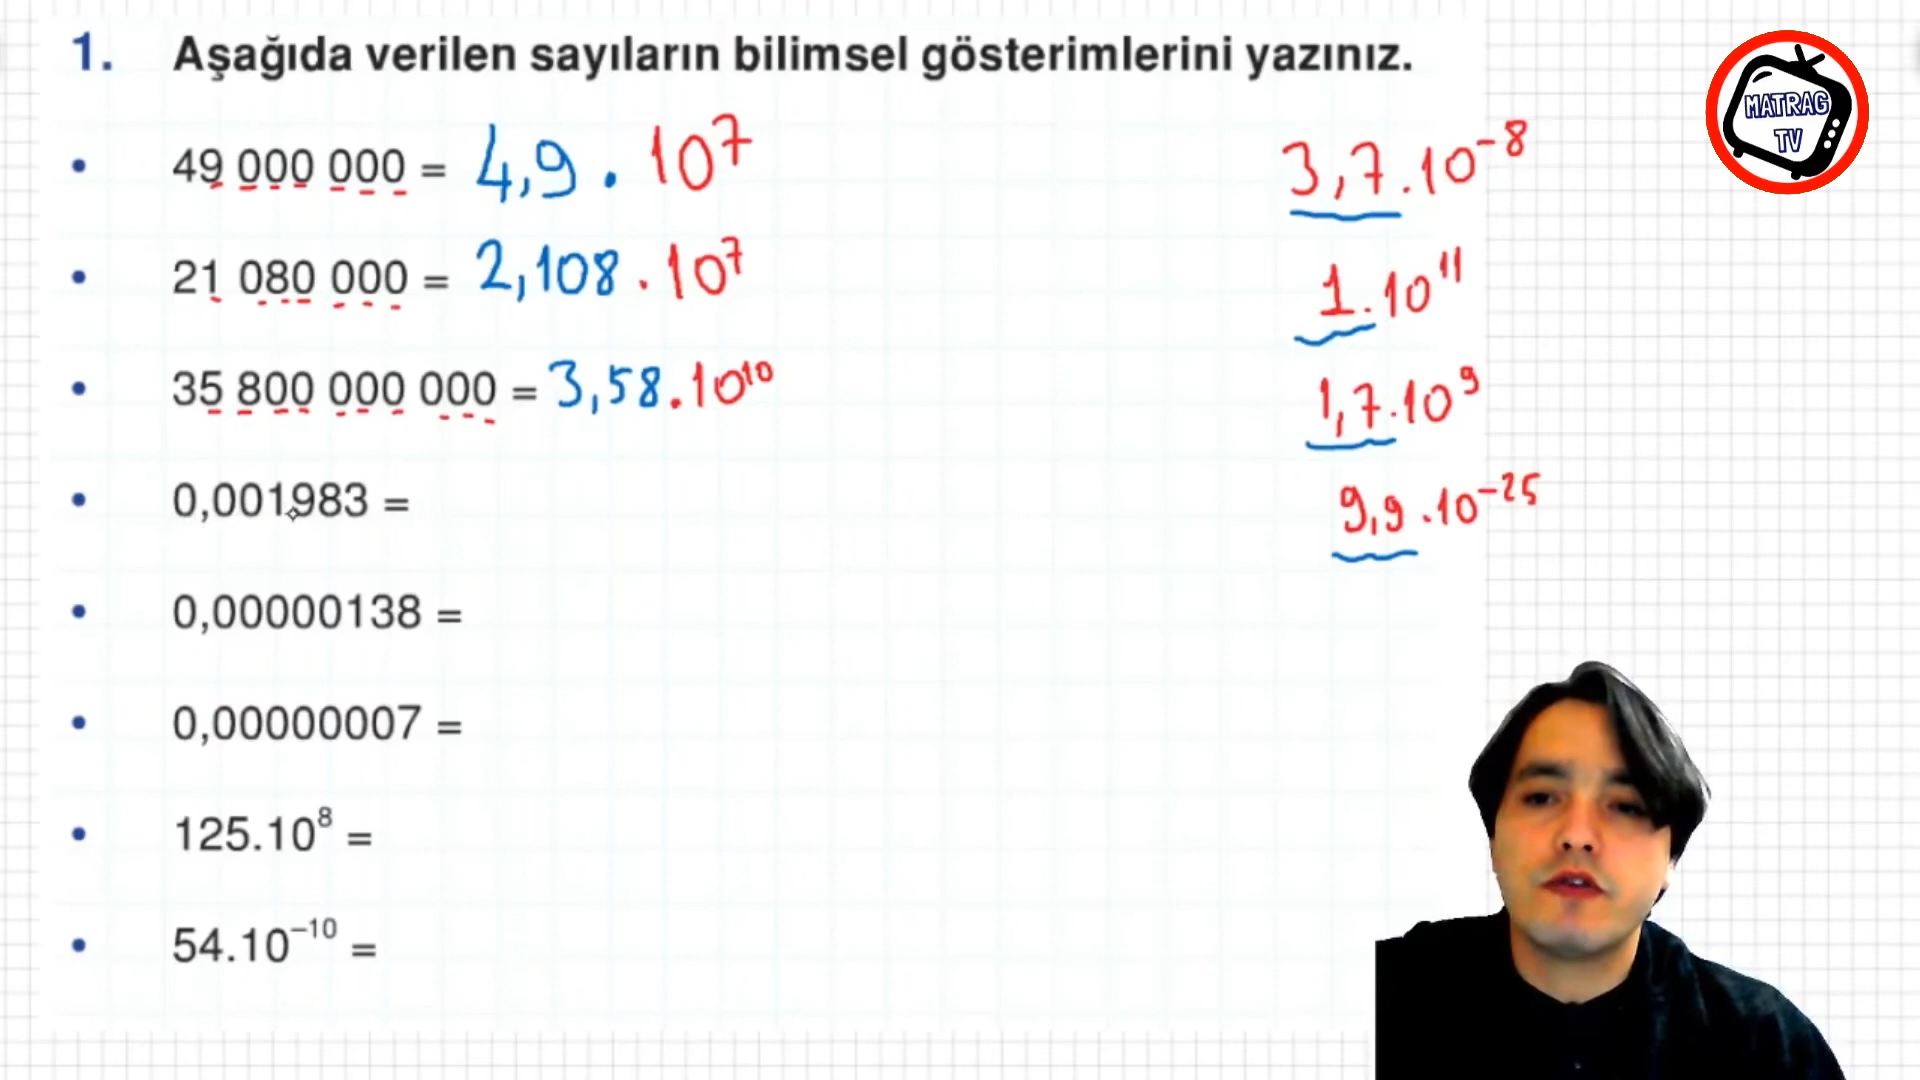 1. Aşağıda verilen sayıların bilimsel gösterimlerini yazınız.
MATRAG
TV
• 49 000 000 = 4,9 . 10⁷
• 21 080 000 = 2,108 . 10⁷
• 35 800 000 000 = 3,58 . 10¹⁰
• 0,001983 =
• 0,00000138 =
• 0,00000007 =
• 125.10⁸ =
• 54.10⁻¹⁰ =
3,7 . 10⁻⁸
1 . 10¹¹
1,7 . 10⁹
9,9 . 10⁻²⁵